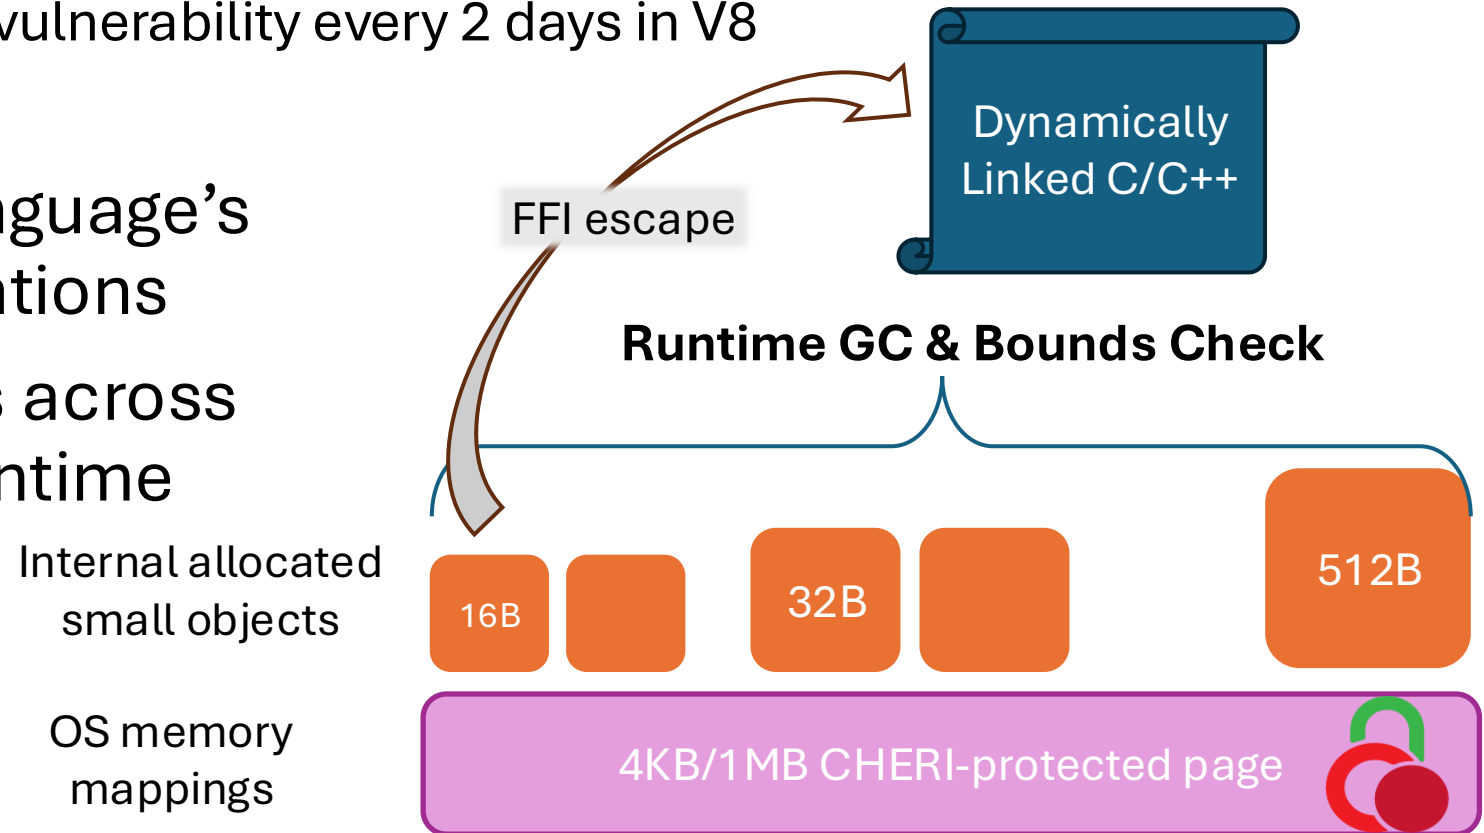 vulnerability every 2 days in V8
Dynamically
Linked C/C++
FFI escape
nguage’s
ations
Runtime GC & Bounds Check
s across
ntime
Internal allocated
small objects
16B
32B
512B
OS memory
mappings
4KB/1MB CHERI-protected page